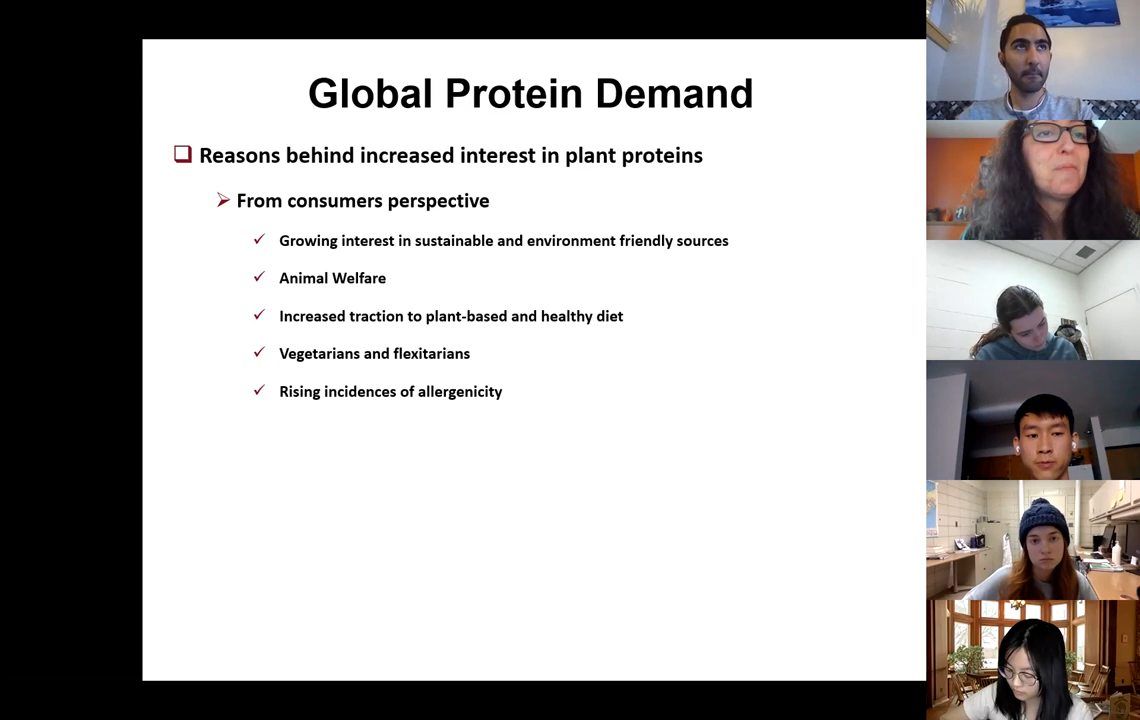 Global Protein Demand
Reasons behind increased interest in plant proteins
From consumers perspective
Growing interest in sustainable and environment friendly sources
Animal Welfare
Increased traction to plant-based and healthy diet
Vegetarians and flexitarians
Rising incidences of allergenicity